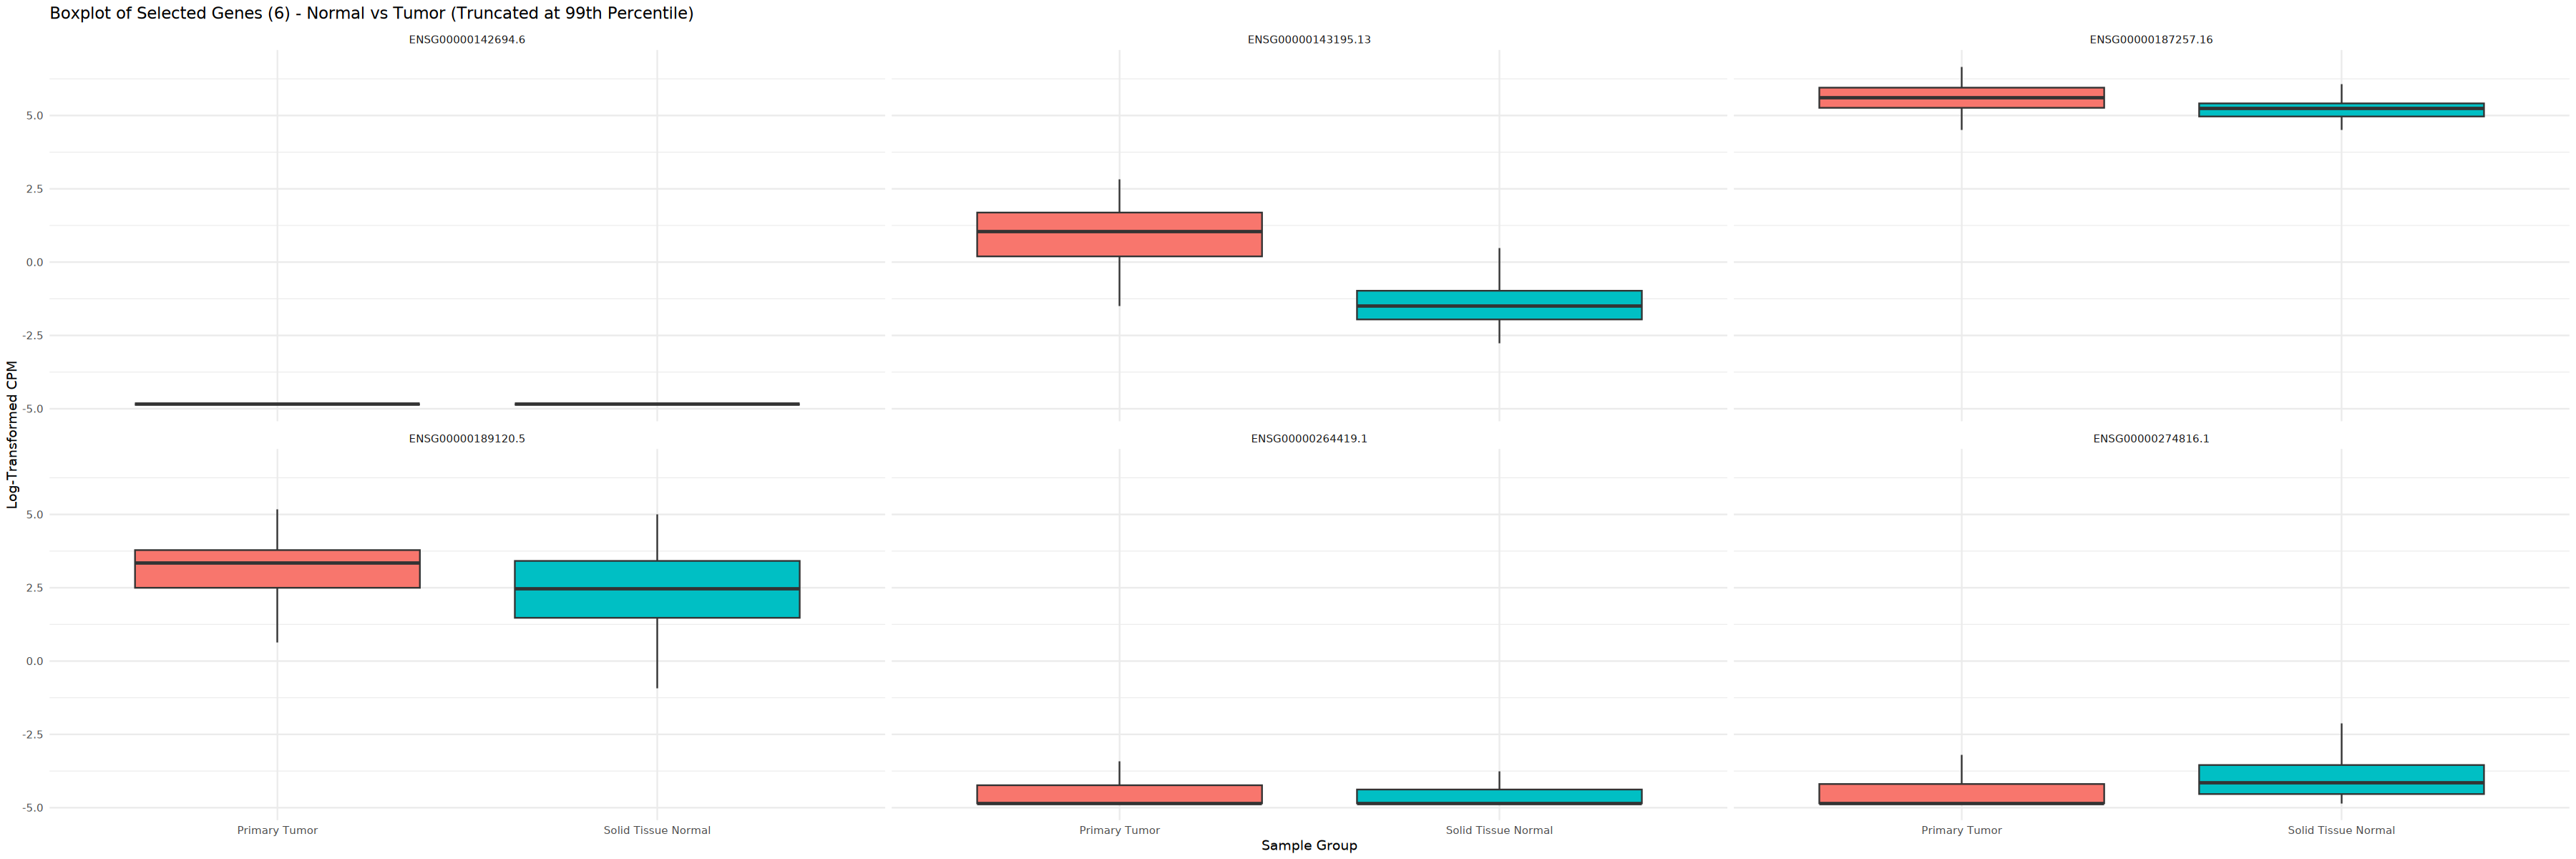 Boxplot of Selected Genes (6) - Normal vs Tumor (Truncated at 99th Percentile)
ENSG00000142694.6
ENSG00000143195.13
ENSG00000187257.16
5.0
2.5
0.0
-2.5
-5.0
ENSG00000189120.5
ENSG00000264419.1
ENSG00000274816.1
5.0
2.5
0.0
-2.5
-5.0
Log-Transformed CPM
Primary Tumor
Solid Tissue Normal
Primary Tumor
Solid Tissue Normal
Primary Tumor
Solid Tissue Normal
Sample Group